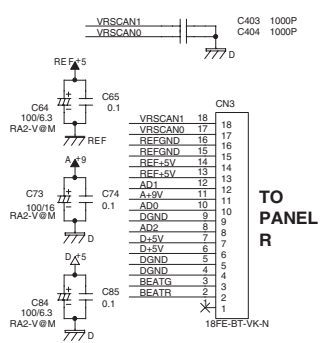 VRSCAN1 C403 1000P
VRSCAN0 C404 1000P
D
REF+5
C64 C65
100/6.3 0.1
RA2-V@M
REF
A +9
C73 C74
100/16 0.1
RA2-V@M
D
D +5
C84 C85
100/6.3 0.1
RA2-V@M
D
CN3
VRSCAN1 18 18
VRSCAN0 17 17
REFGND 16 16
REFGND 15 15
REF+5V 14 14
REF+5V 13 13
AD1 12 12
A+9V 11 11
AD0 10 10
DGND 9 9
AD2 8 8
D+5V 7 7
D+5V 6 6
DGND 5 5
DGND 4 4
BEATG 3 3
BEATR 2 2
1 1
18FE-BT-VK-N
TO
PANEL
R